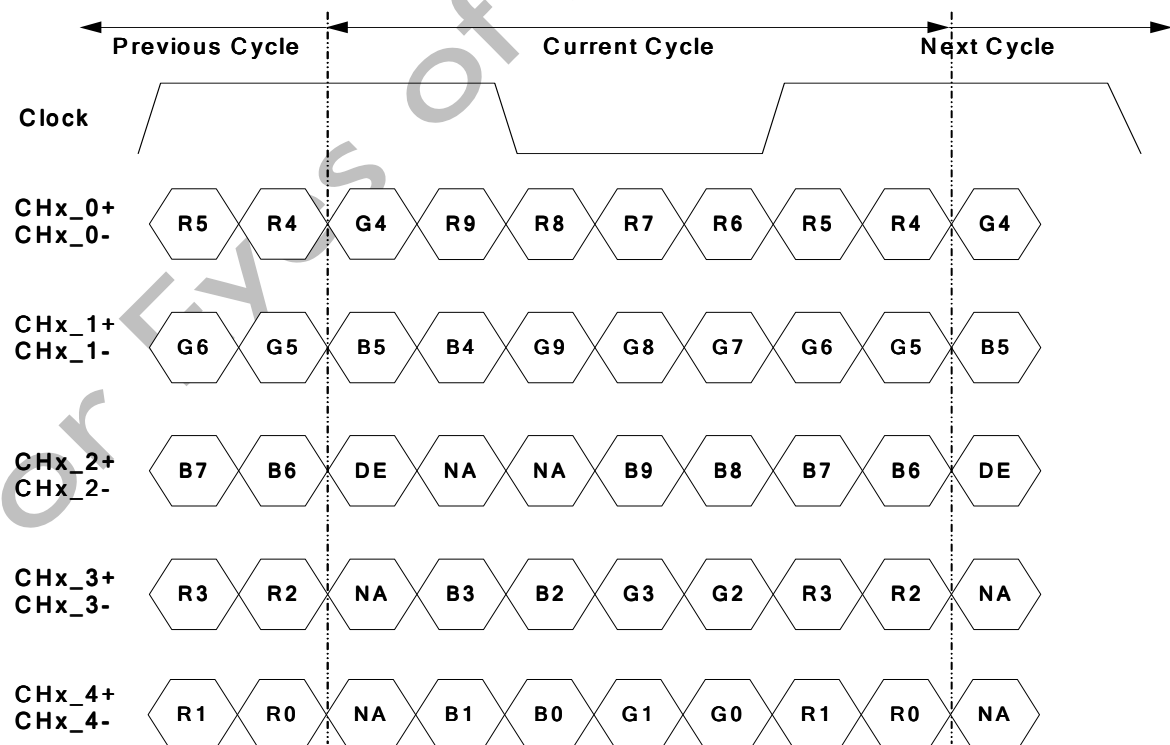 Previous Cycle Current Cycle Next Cycle
Clock
CHx_0+
CHx_0-
R5 R4 G4 R9 R8 R7 R6 R5 R4 G4
CHx_1+
CHx_1-
G6 G5 B5 B4 G9 G8 G7 G6 G5 B5
CHx_2+
CHx_2-
B7 B6 DE NA NA B9 B8 B7 B6 DE
CHx_3+
CHx_3-
R3 R2 NA B3 B2 G3 G2 R3 R2 NA
CHx_4+
CHx_4-
R1 R0 NA B1 B0 G1 G0 R1 R0 NA
or Eyes of